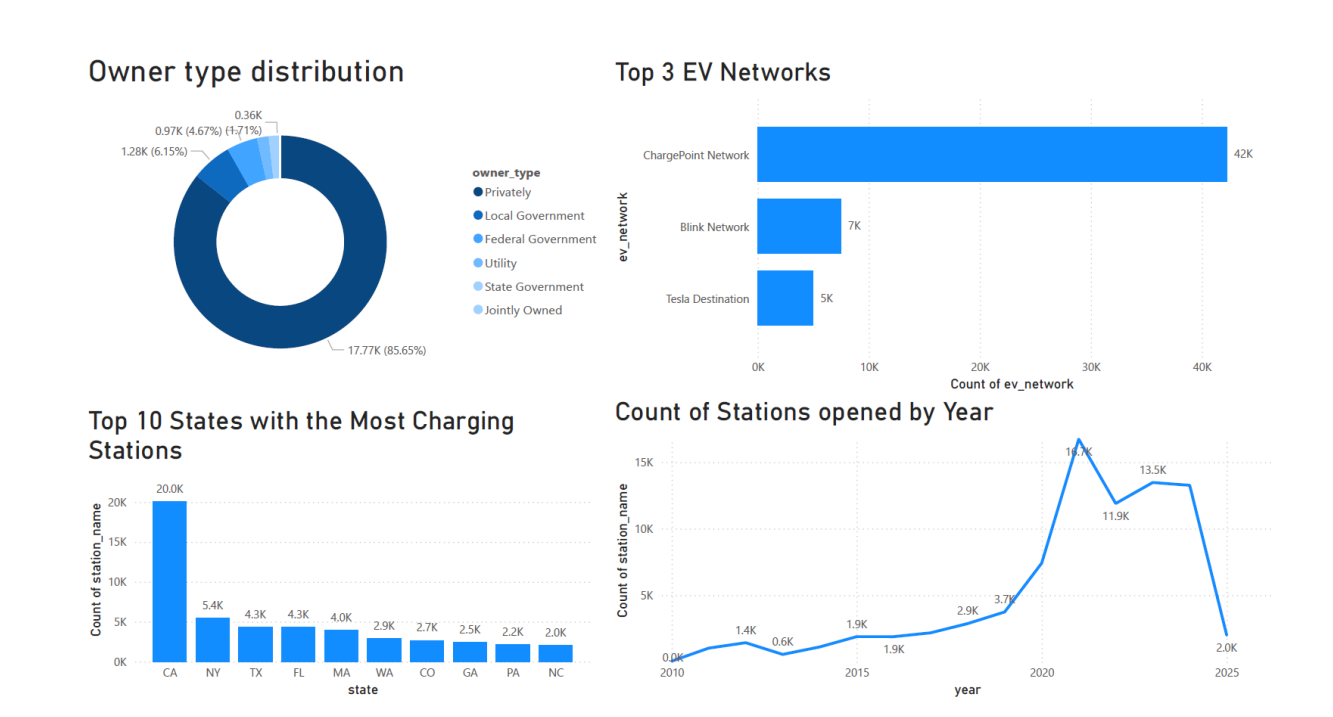 Owner type distribution
0.36K
0.97K (4.67%) (1.71%)
1.28K (6.15%)
17.77K (85.65%)
owner_type
Privately
Local Government
Federal Government
Utility
State Government
Jointly Owned
Top 3 EV Networks
ev_network
ChargePoint Network
42K
Blink Network
7K
Tesla Destination
5K
0K
10K
20K
30K
40K
Count of ev_network
Top 10 States with the Most Charging
Stations
Count of station_name
20K
15K
10K
5K
0K
20.0K
5.4K
4.3K
4.3K
4.0K
2.9K
2.7K
2.5K
2.2K
2.0K
CA
NY
TX
FL
MA
WA
CO
GA
PA
NC
state
Count of Stations opened by Year
Count of station_name
15K
10K
5K
0.0K
1.4K
0.6K
1.9K
1.9K
2.9K
3.7K
16.7K
11.9K
13.5K
2.0K
2010
2015
2020
2025
year